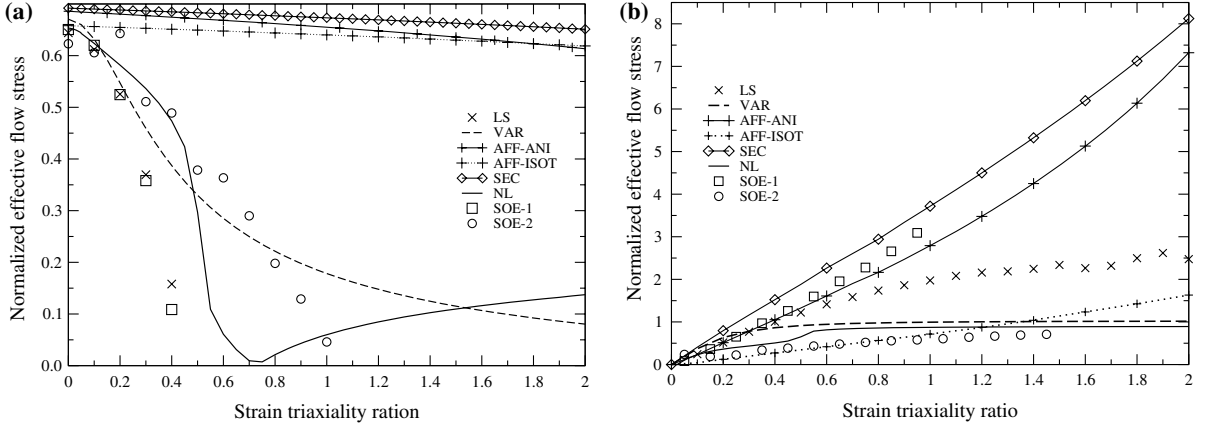 (a)
Normalized effective flow stress
0.7
0.6
0.5
0.4
0.3
0.2
0.1
0.0
0
0.2
0.4
0.6
0.8
1
1.2
1.4
1.6
1.8
2
Strain triaxiality ration
LS
VAR
AFF-ANI
AFF-ISOT
SEC
NL
SOE-1
SOE-2
(b)
Normalized effective flow stress
8
7
6
5
4
3
2
1
0
0
0.2
0.4
0.6
0.8
1
1.2
1.4
1.6
1.8
2
Strain triaxiality ratio
LS
VAR
AFF-ANI
AFF-ISOT
SEC
NL
SOE-1
SOE-2